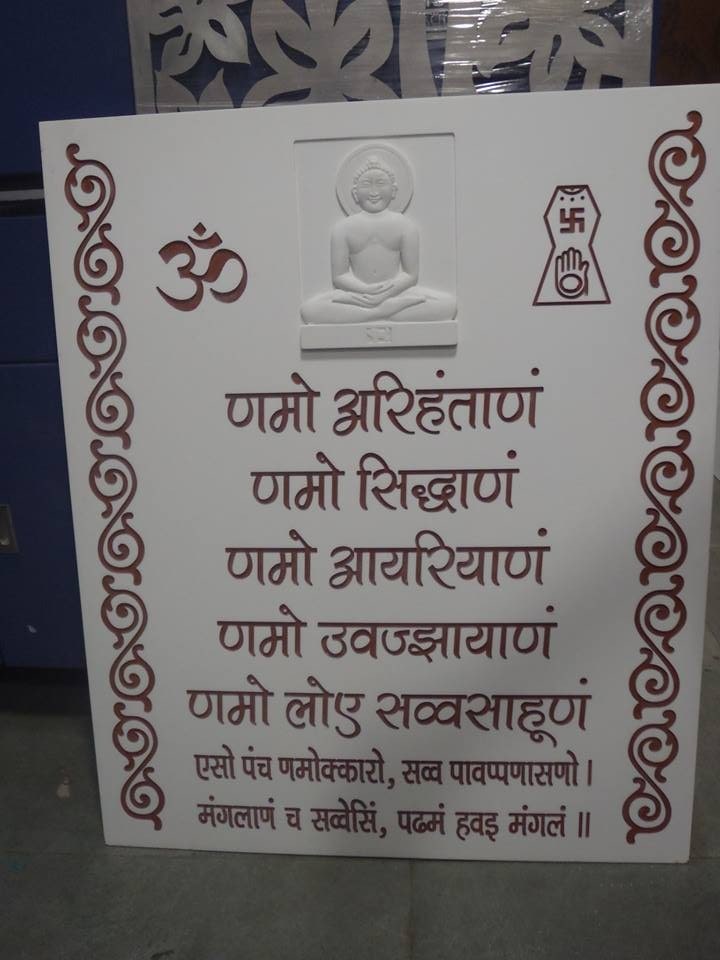 ॐ
णमो अरिहंताणं
णमो सिद्धाणं
णमो आयरियाणं
णमो उवज्झायाणं
णमो लोए सव्वसाहूणं
एसो पंच णमोक्कारो, सव्व पावप्पणासणो।
मंगलाणं च सव्वेसिं, पढमं हवइ मंगलं॥